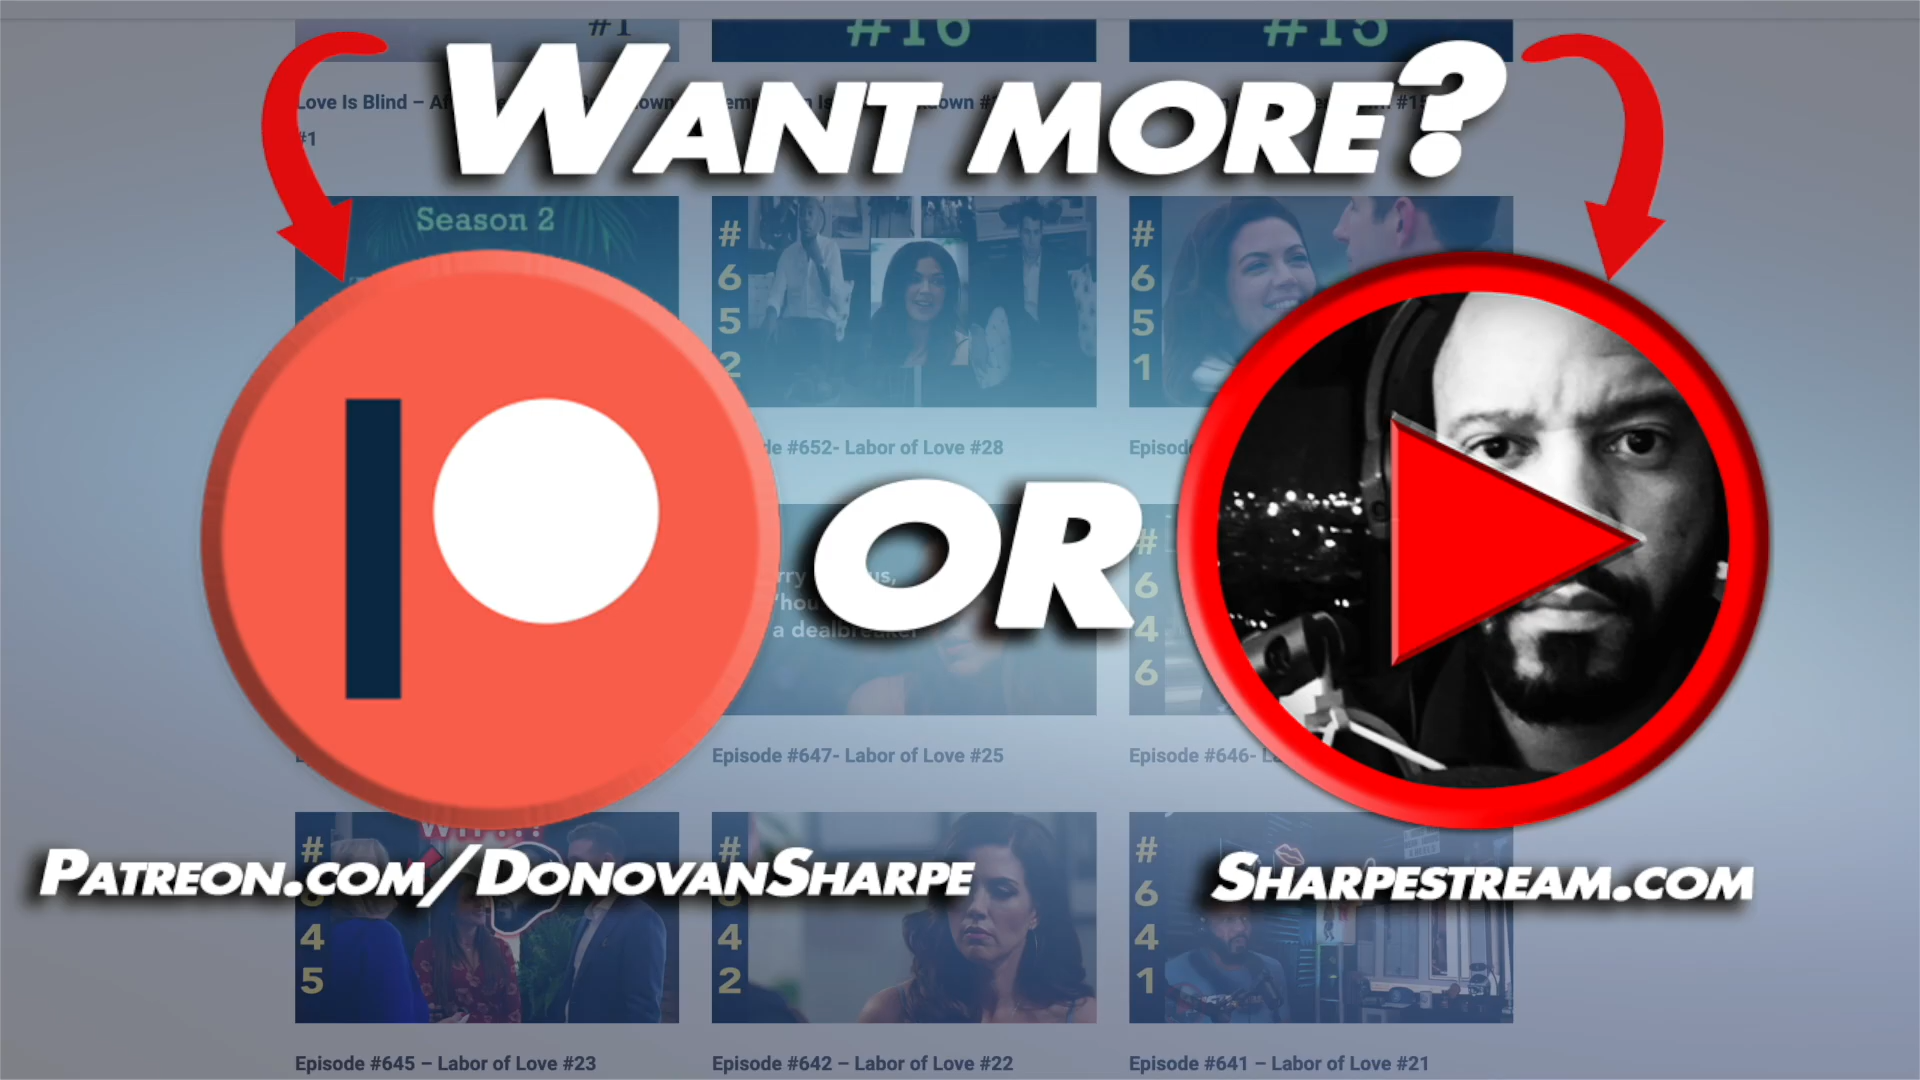 #1
#16
#15
WANT MORE?
Love Is Blind –
#1
Season 2
#
6
5
2
#
6
5
1
Episode #652- Labor of Love #28
Episode
OR
a dealbreaker
#
6
4
6
Episode #647- Labor of Love #25
Episode #646-
PATREON.COM/DONOVANSHARPE
SHARPESTREAM.COM
#
4
5
#
4
2
#
6
4
1
Episode #645 – Labor of Love #23
Episode #642 – Labor of Love #22
Episode #641 – Labor of Love #21